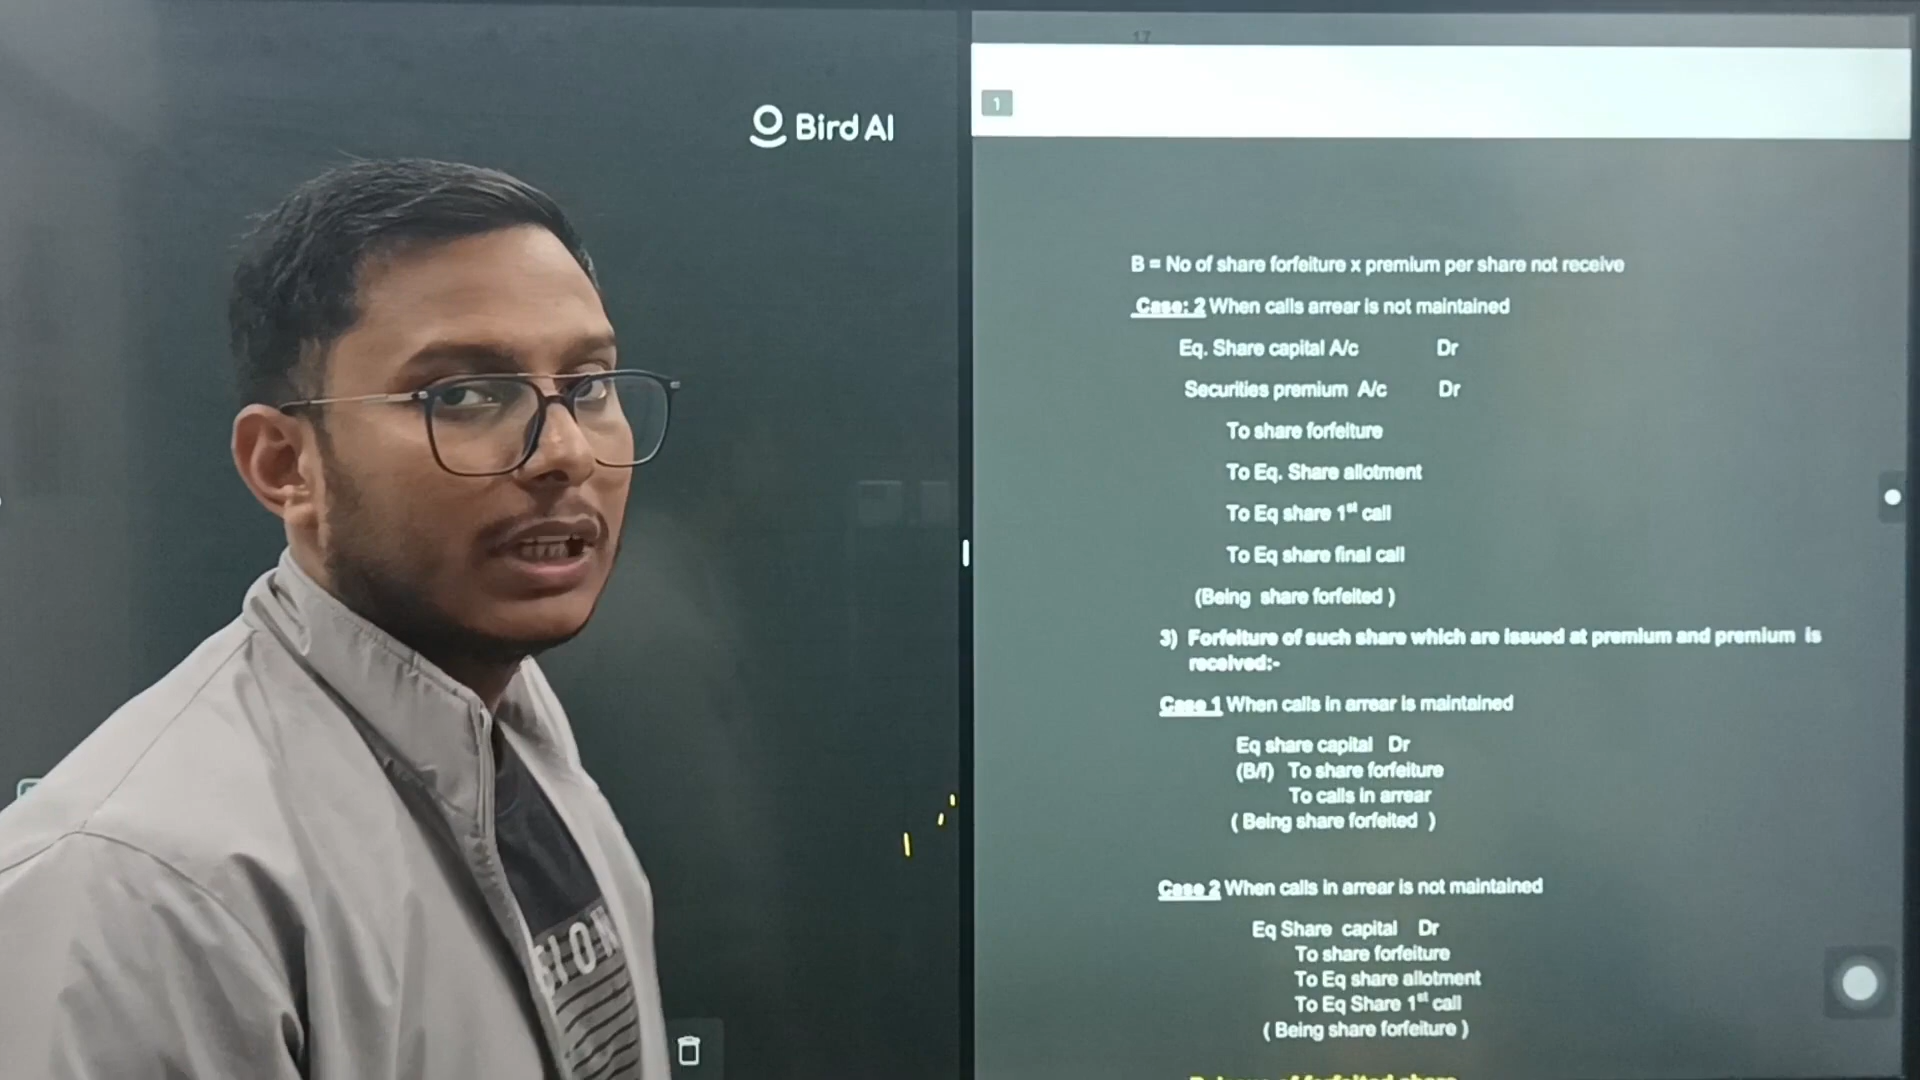 Bird AI
17
1
B = No of share forfeiture x premium per share not receive
Case: 2 When calls arrear is not maintained
Eq. Share capital A/c Dr
Securities premium A/c Dr
To share forfeiture
To Eq. Share allotment
To Eq share 1st call
To Eq share final call
(Being share forfeited )
3) Forfeiture of such share which are issued at premium and premium is
received:-
Case 1 When calls in arrear is maintained
Eq share capital Dr
(B/f) To share forfeiture
To calls in arrear
( Being share forfeited )
Case 2 When calls in arrear is not maintained
Eq Share capital Dr
To share forfeiture
To Eq share allotment
To Eq Share 1st call
( Being share forfeiture )
of forfeited share